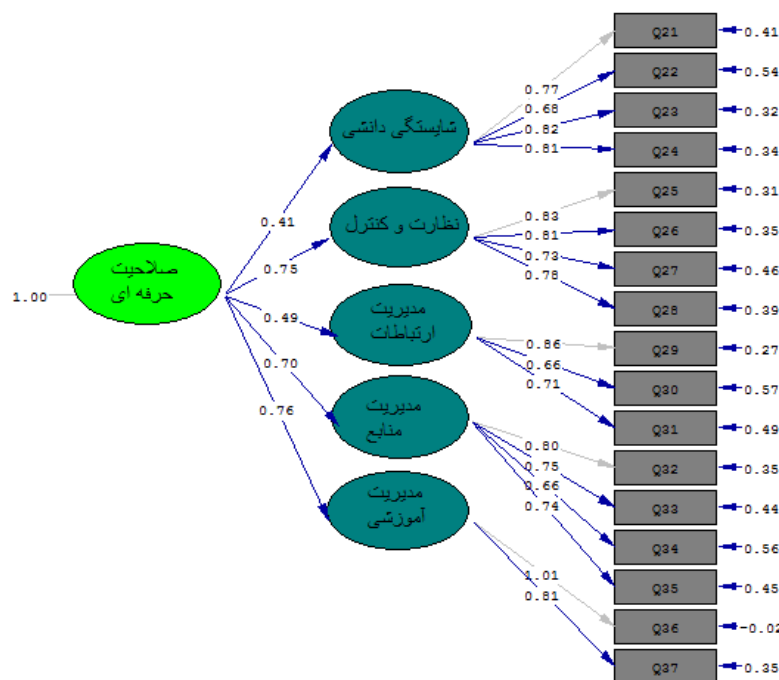 1.00
صلاحیت
حرفه ای
0.41
0.75
0.49
0.70
0.76
شایستگی دانشی
نظارت و کنترل
مدیریت
ارتباطات
مدیریت
منابع
مدیریت
آموزشی
0.77
0.68
0.82
0.81
0.83
0.81
0.73
0.78
0.86
0.66
0.71
0.80
0.75
0.66
0.74
1.01
0.81
Q21 0.41
Q22 0.54
Q23 0.32
Q24 0.34
Q25 0.31
Q26 0.35
Q27 0.46
Q28 0.39
Q29 0.27
Q30 0.57
Q31 0.49
Q32 0.35
Q33 0.44
Q34 0.56
Q35 0.45
Q36 -0.02
Q37 0.35